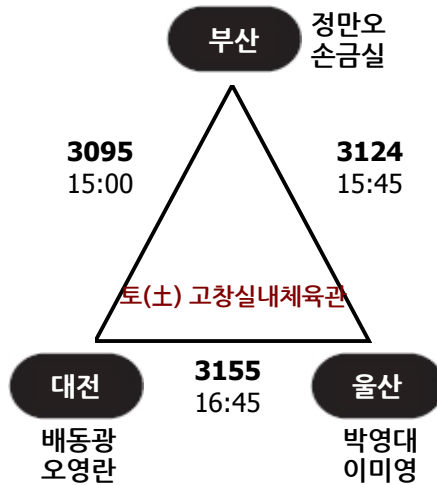 부산
정만오
손금실
3095
15:00
3124
15:45
토(土) 고창실내체육관
대전
3155
16:45
울산
배동광
오영란
박영대
이미영